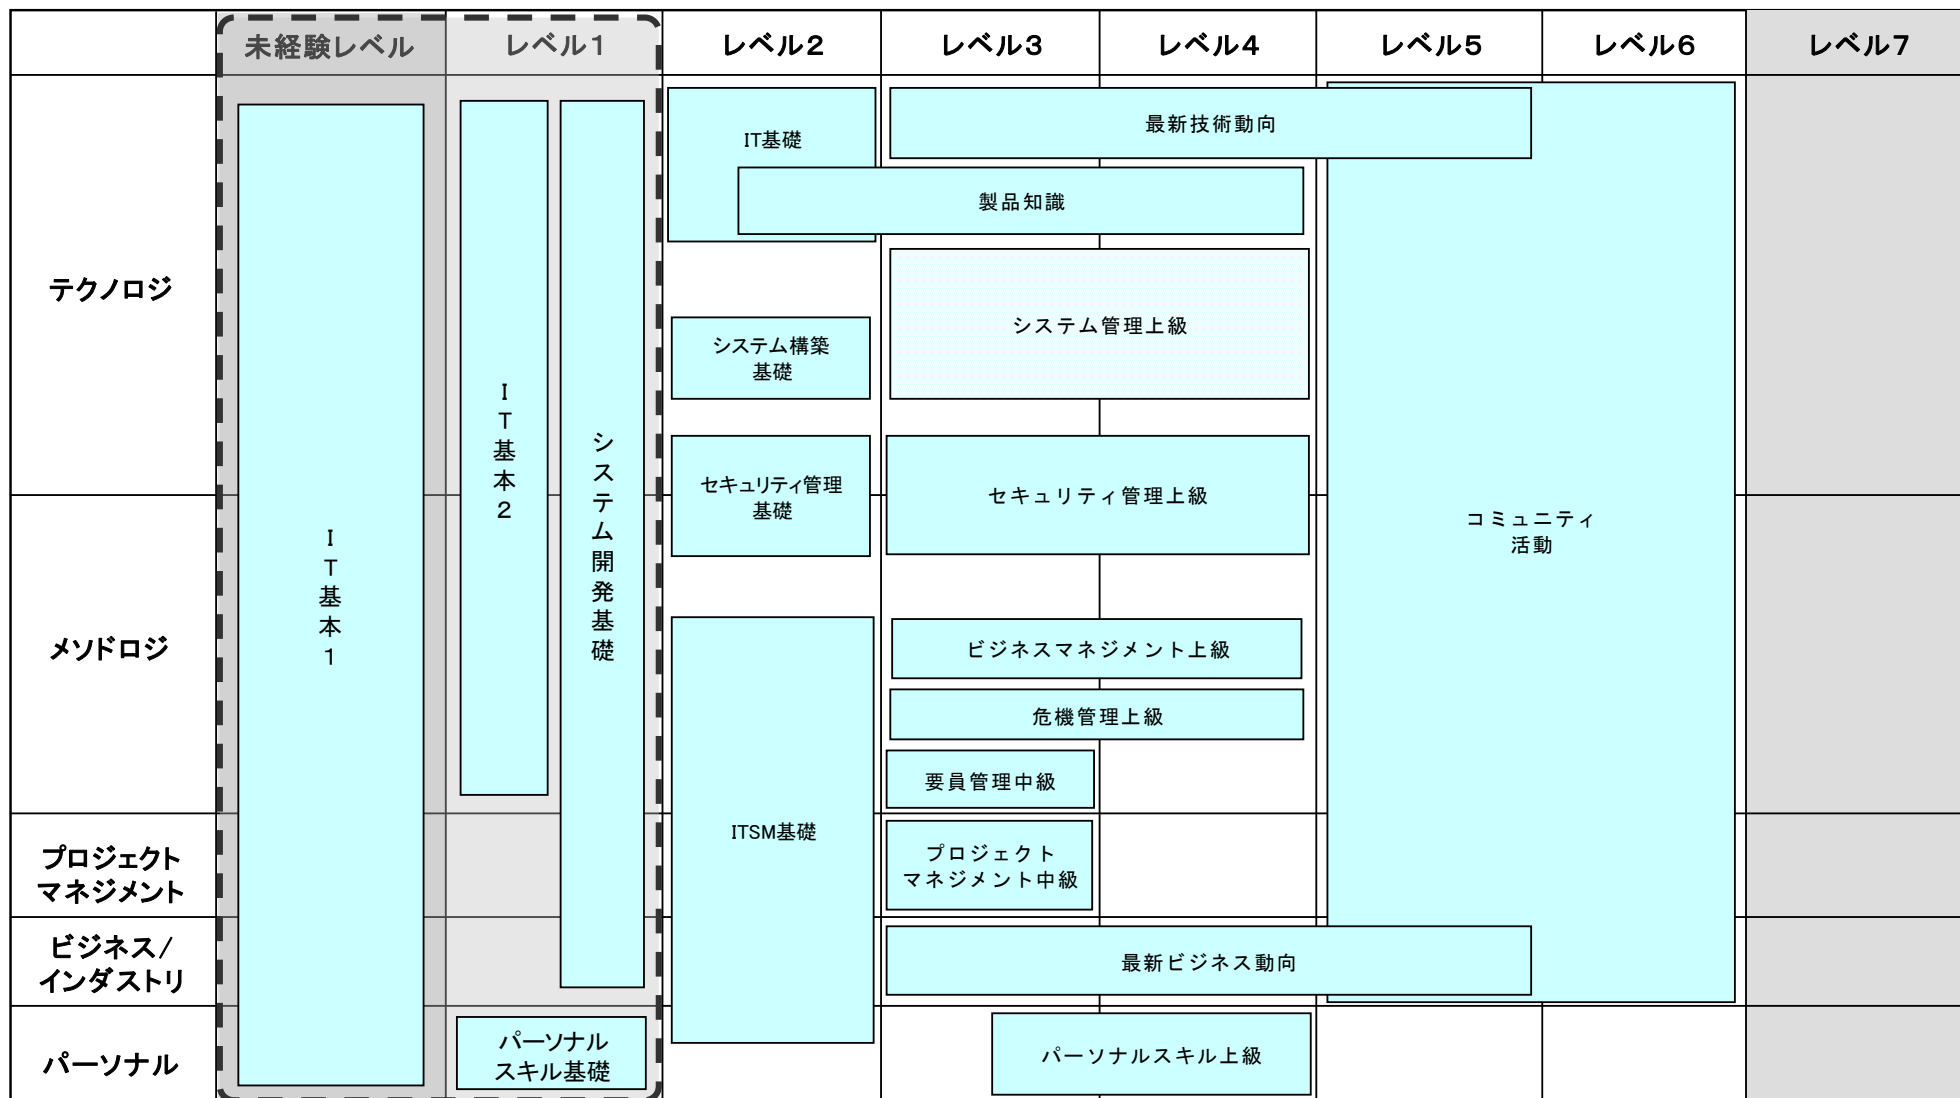 未経験レベル
レベル1
レベル2
レベル3
レベル4
レベル5
レベル6
レベル7
テクノロジ
メソドロジ
プロジェクト
マネジメント
ビジネス/
インダストリ
パーソナル
IT基本1
IT基本2
システム開発基礎
パーソナル
スキル基礎
IT基礎
製品知識
最新技術動向
システム構築
基礎
システム管理上級
セキュリティ管理
基礎
セキュリティ管理上級
ITSM基礎
ビジネスマネジメント上級
危機管理上級
要員管理中級
プロジェクト
マネジメント中級
最新ビジネス動向
パーソナルスキル上級
コミュニティ
活動